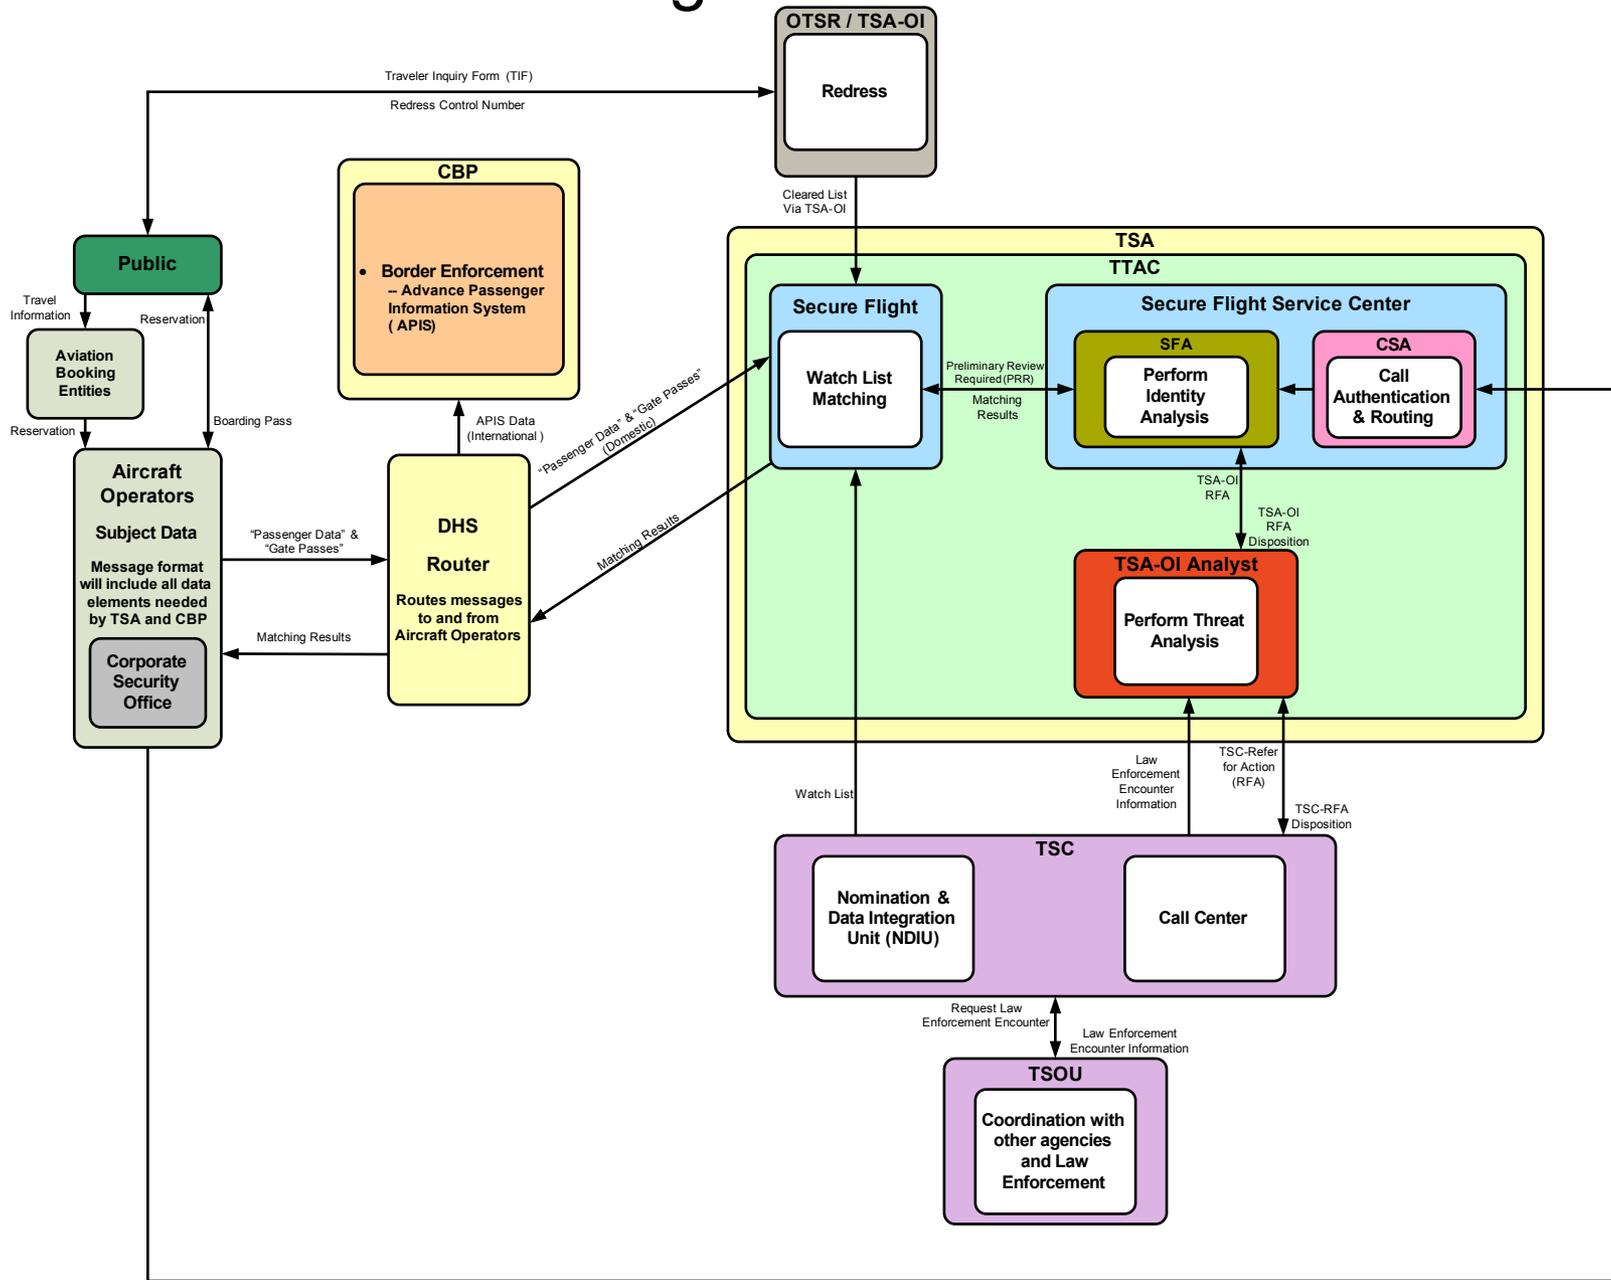 OTSR / TSA-OI
Redress
Traveler Inquiry Form (TIF)
Redress Control Number
CBP
• Border Enforcement
-- Advance Passenger
Information System
( APIS)
Cleared List
Via TSA-OI
Public
Travel
Information
Reservation
Aviation
Booking
Entities
Reservation
Boarding Pass
APIS Data
(International )
"Passenger Data" & "Gate Passes"
(Domestic)
TSA
TTAC
Secure Flight
Watch List
Matching
Preliminary Review
Required(PRR)
Matching
Results
Secure Flight Service Center
SFA
Perform
Identity
Analysis
CSA
Call
Authentication
& Routing
Aircraft
Operators
Subject Data
Message format
will include all data
elements needed
by TSA and CBP
Corporate
Security
Office
"Passenger Data" &
"Gate Passes"
Matching Results
DHS
Router
Routes messages
to and from
Aircraft Operators
Matching Results
TSA-OI
RFA
TSA-OI
RFA
Disposition
TSA-OI Analyst
Perform Threat
Analysis
Watch List
Law
Enforcement
Encounter
Information
TSC-Refer
for Action
(RFA)
TSC-RFA
Disposition
TSC
Nomination &
Data Integration
Unit (NDIU)
Call Center
Request Law
Enforcement Encounter
Law Enforcement
Encounter Information
TSOU
Coordination with
other agencies
and Law
Enforcement